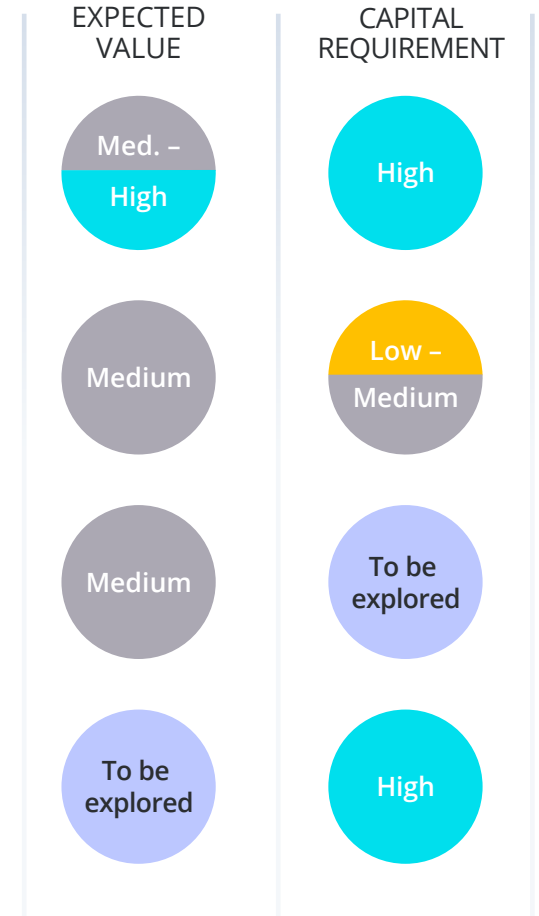 EXPECTED
VALUE
CAPITAL
REQUIREMENT
Med. –
High
High
Medium
Low –
Medium
Medium
To be
explored
To be
explored
High